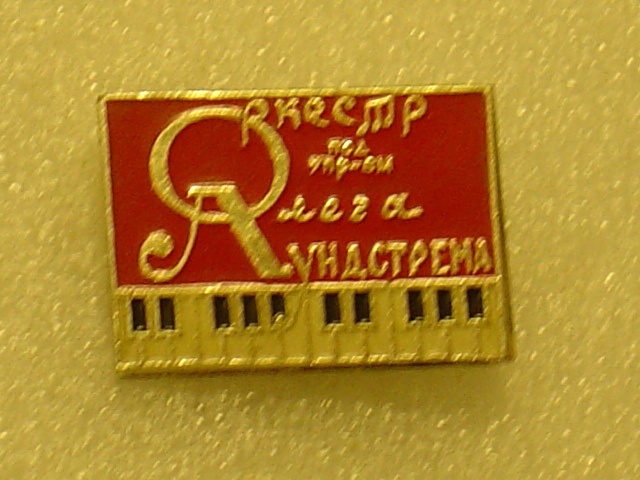 Оркестр
под
упр-ем
Олега
Лундстрема